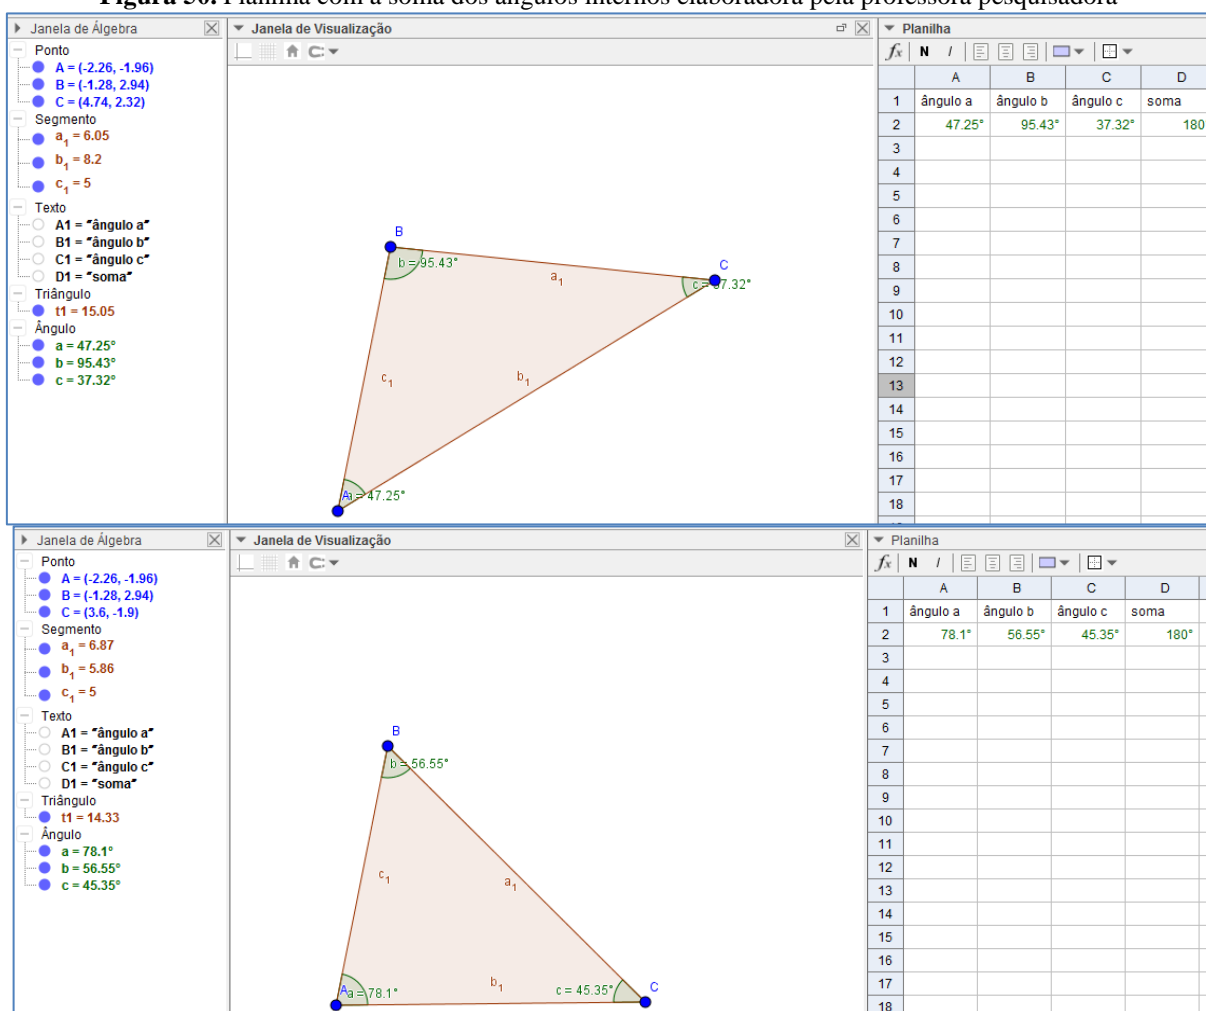 Figura 50. Planilha com a soma dos ângulos internos elaboradora pela professora pesquisadora
Janela de Álgebra
Ponto
A = (-2.26, -1.96)
B = (-1.28, 2.94)
C = (4.74, 2.32)
Segmento
a1 = 6.05
b1 = 8.2
c1 = 5
Texto
A1 = "ângulo a"
B1 = "ângulo b"
C1 = "ângulo c"
D1 = "soma"
Triângulo
t1 = 15.05
Ângulo
a = 47.25°
b = 95.43°
c = 37.32°
Janela de Visualização
B
b = 95.43°
C
c = 37.32°
a1
c1
b1
A
a = 47.25°
Planilha
fx N I
A B C D
1 ângulo a ângulo b ângulo c soma
2 47.25° 95.43° 37.32° 180
3
4
5
6
7
8
9
10
11
12
13
14
15
16
17
18
Janela de Álgebra
Ponto
A = (-2.26, -1.96)
B = (-1.28, 2.94)
C = (3.6, -1.9)
Segmento
a1 = 6.87
b1 = 5.86
c1 = 5
Texto
A1 = "ângulo a"
B1 = "ângulo b"
C1 = "ângulo c"
D1 = "soma"
Triângulo
t1 = 14.33
Ângulo
a = 78.1°
b = 56.55°
c = 45.35°
Janela de Visualização
B
b = 56.55°
c1
a1
A
a = 78.1°
b1
c = 45.35°
C
Planilha
fx N I
A B C D
1 ângulo a ângulo b ângulo c soma
2 78.1° 56.55° 45.35° 180°
3
4
5
6
7
8
9
10
11
12
13
14
15
16
17
18